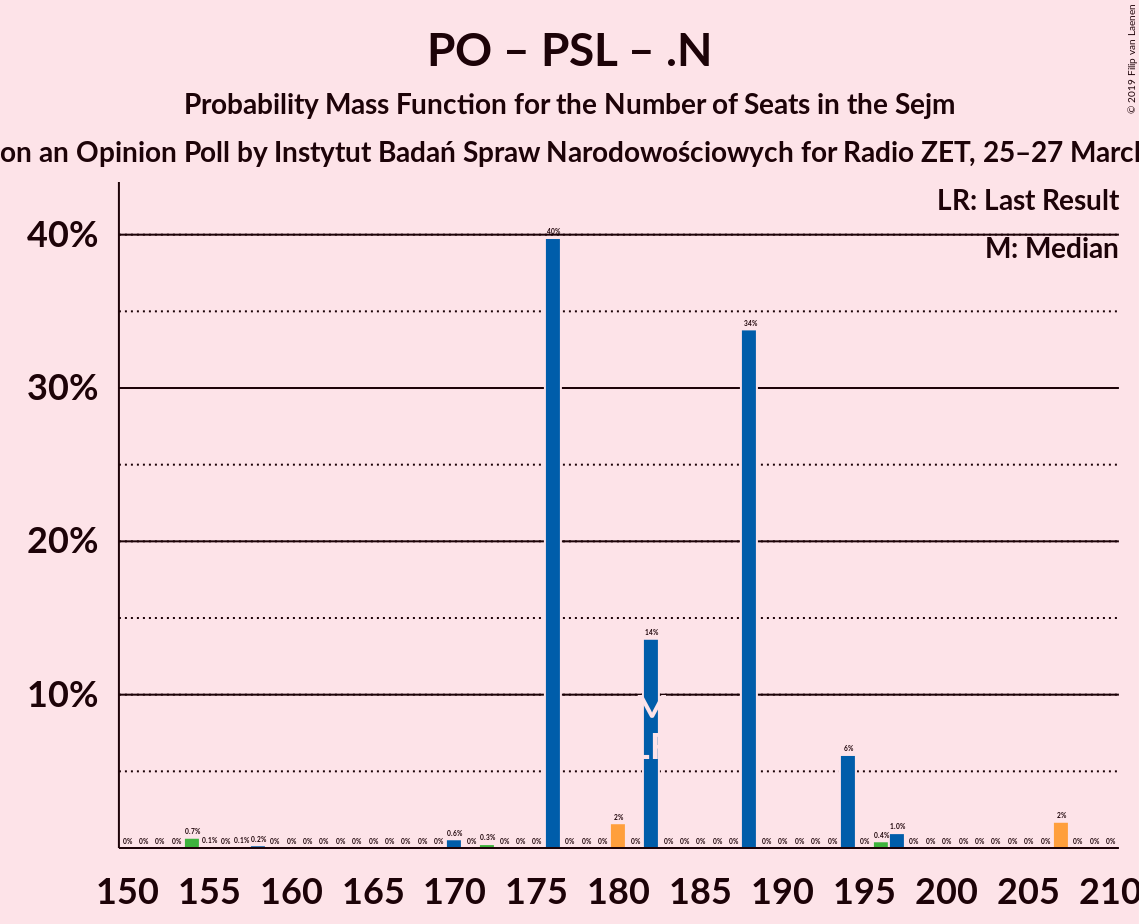 PO – PSL – .N
Probability Mass Function for the Number of Seats in the Sejm
on an Opinion Poll by Instytut Badań Spraw Narodowościowych for Radio ZET, 25–27 March
© 2019 Filip van Laenen
LR: Last Result
M: Median
40%
30%
20%
10%
0% 0% 0% 0% 0.7% 0.1% 0% 0.1% 0.2% 0% 0% 0% 0% 0% 0% 0% 0% 0% 0% 0% 0.6% 0% 0.3% 0% 0% 0% 40% 0% 0% 0% 2% 0% 14% 0% 0% 0% 0% 0% 34% 0% 0% 0% 0% 0% 6% 0% 0.4% 1.0% 0% 0% 0% 0% 0% 0% 0% 0% 0% 2% 0% 0% 0%
M
LR
150 155 160 165 170 175 180 185 190 195 200 205 210